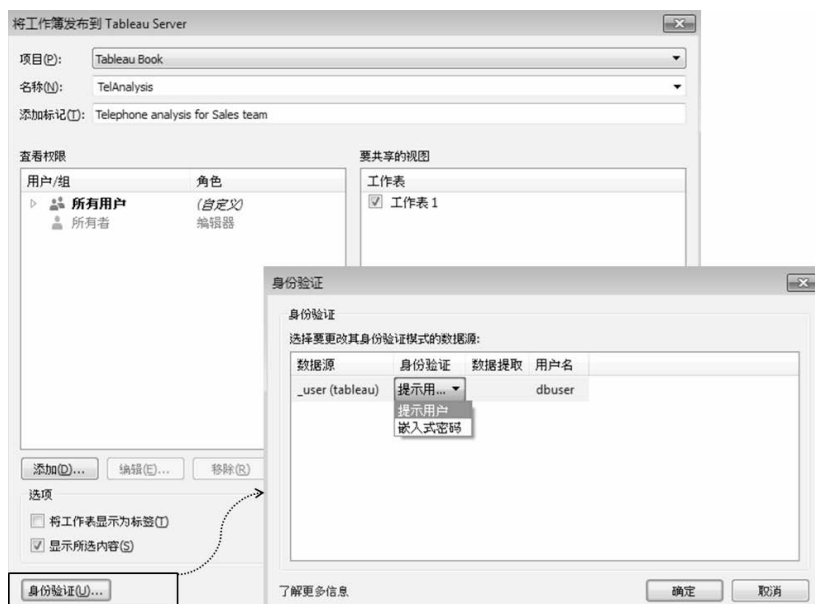 将工作簿发布到 Tableau Server
项目(P): Tableau Book
名称(N): TelAnalysis
添加标记(T): Telephone analysis for Sales team
查看权限
用户/组 角色
所有用户 (自定义)
所有者 编辑器
要共享的视图
工作表
工作表 1
添加(D)... 编辑(E)... 移除(R)
选项
将工作表显示为标签(T)
显示所选内容(S)
身份验证(U)...
身份验证
身份验证
选择要更改其身份验证模式的数据源:
数据源 身份验证 数据提取 用户名
_user (tableau) 提示用... dbuser
提示用户
嵌入式密码
了解更多信息 确定 取消